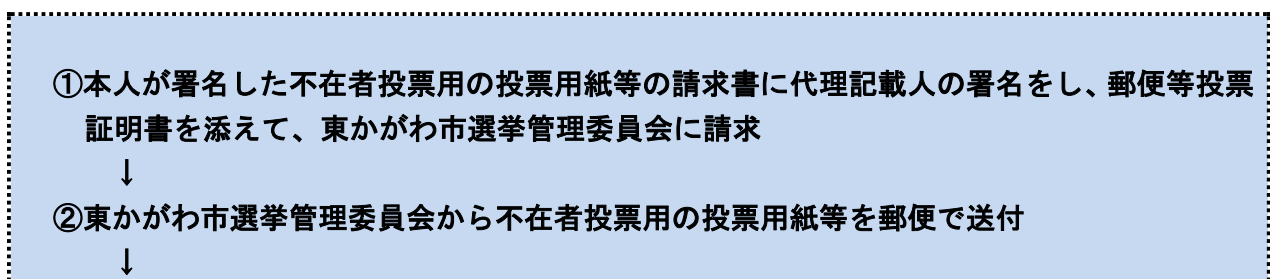 ①本人が署名した不在者投票用の投票用紙等の請求書に代理記載人の署名をし、郵便等投票
証明書を添えて、東かがわ市選挙管理委員会に請求
↓
②東かがわ市選挙管理委員会から不在者投票用の投票用紙等を郵便で送付
↓